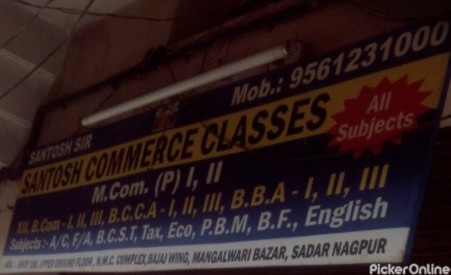 SANTOSH SIR
Mob.: 9561231000
SANTOSH COMMERCE CLASSES
All
Subjects
M.Com. (P) I, II
XII, B.Com - I, II, III, B.C.C.A - I, II, III, B.B.A - I, II, III
Subjects :- A/C, F/A, B.C.S.T, Tax, Eco, P.B.M, B.F., English
SHOP UPPER GROUND FLOOR, N.M.C. COMPLEX, BAJAJ WING, MANGALWARI BAZAR, SADAR NAGPUR
PickerOnline